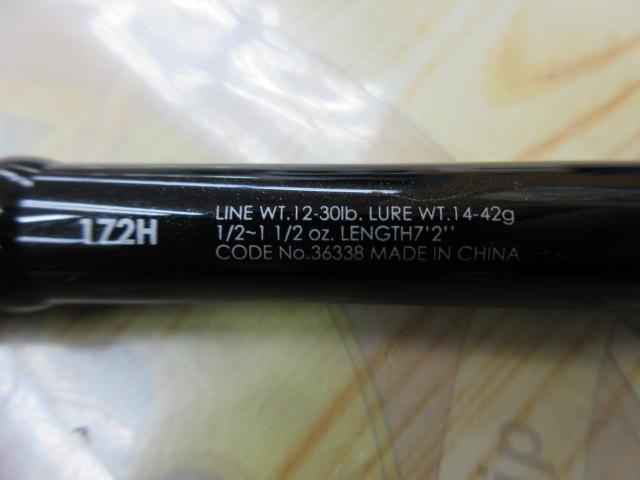 172H
LINE WT.12-30lb. LURE WT.14-42g
1/2~1 1/2 oz. LENGTH7'2''
CODE No.36338 MADE IN CHINA
ip